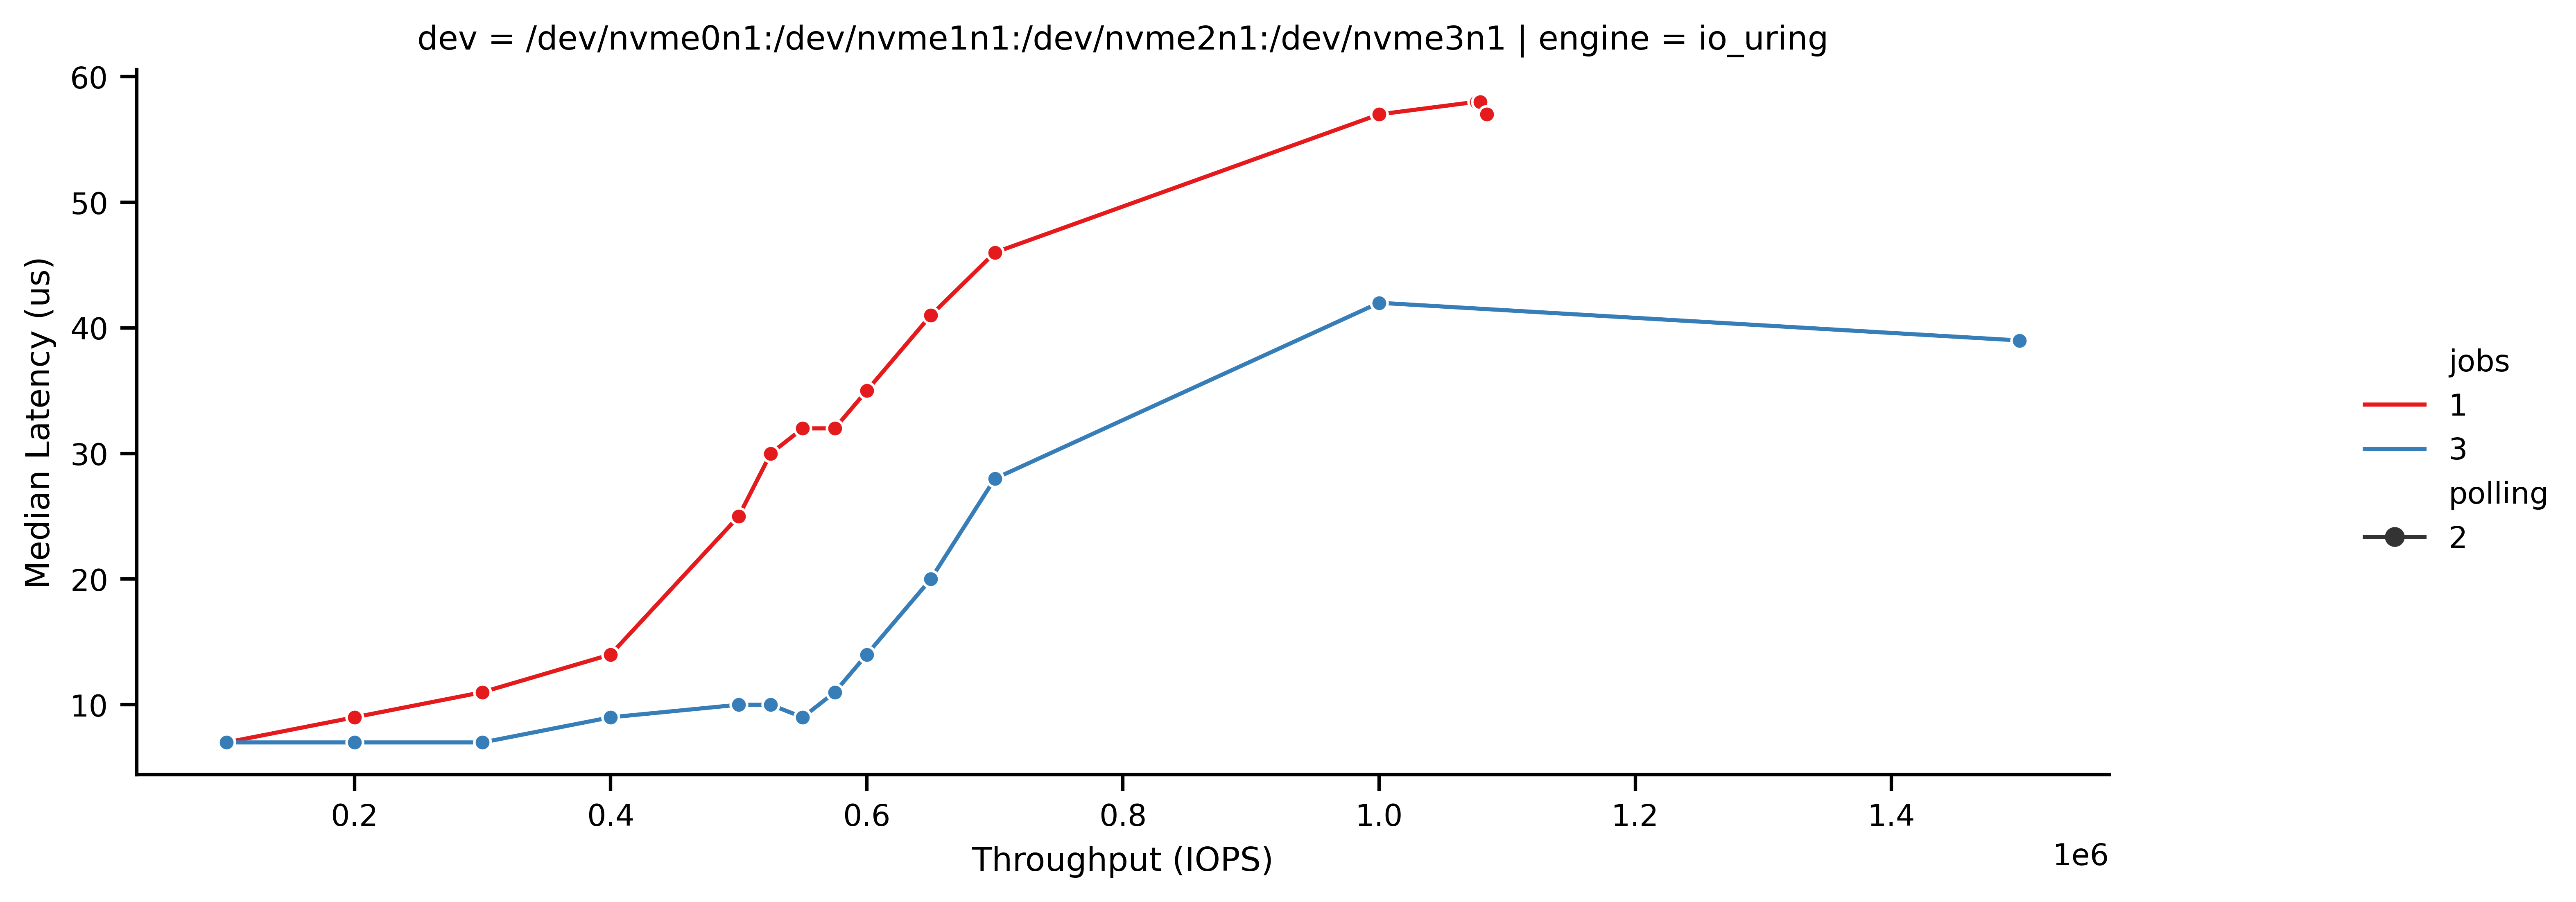 dev = /dev/nvme0n1:/dev/nvme1n1:/dev/nvme2n1:/dev/nvme3n1 | engine = io_uring
60
50
40
30
20
10
Median Latency (us)
0.2 0.4 0.6 0.8 1.0 1.2 1.4
1e6
Throughput (IOPS)
jobs
1
3
polling
2